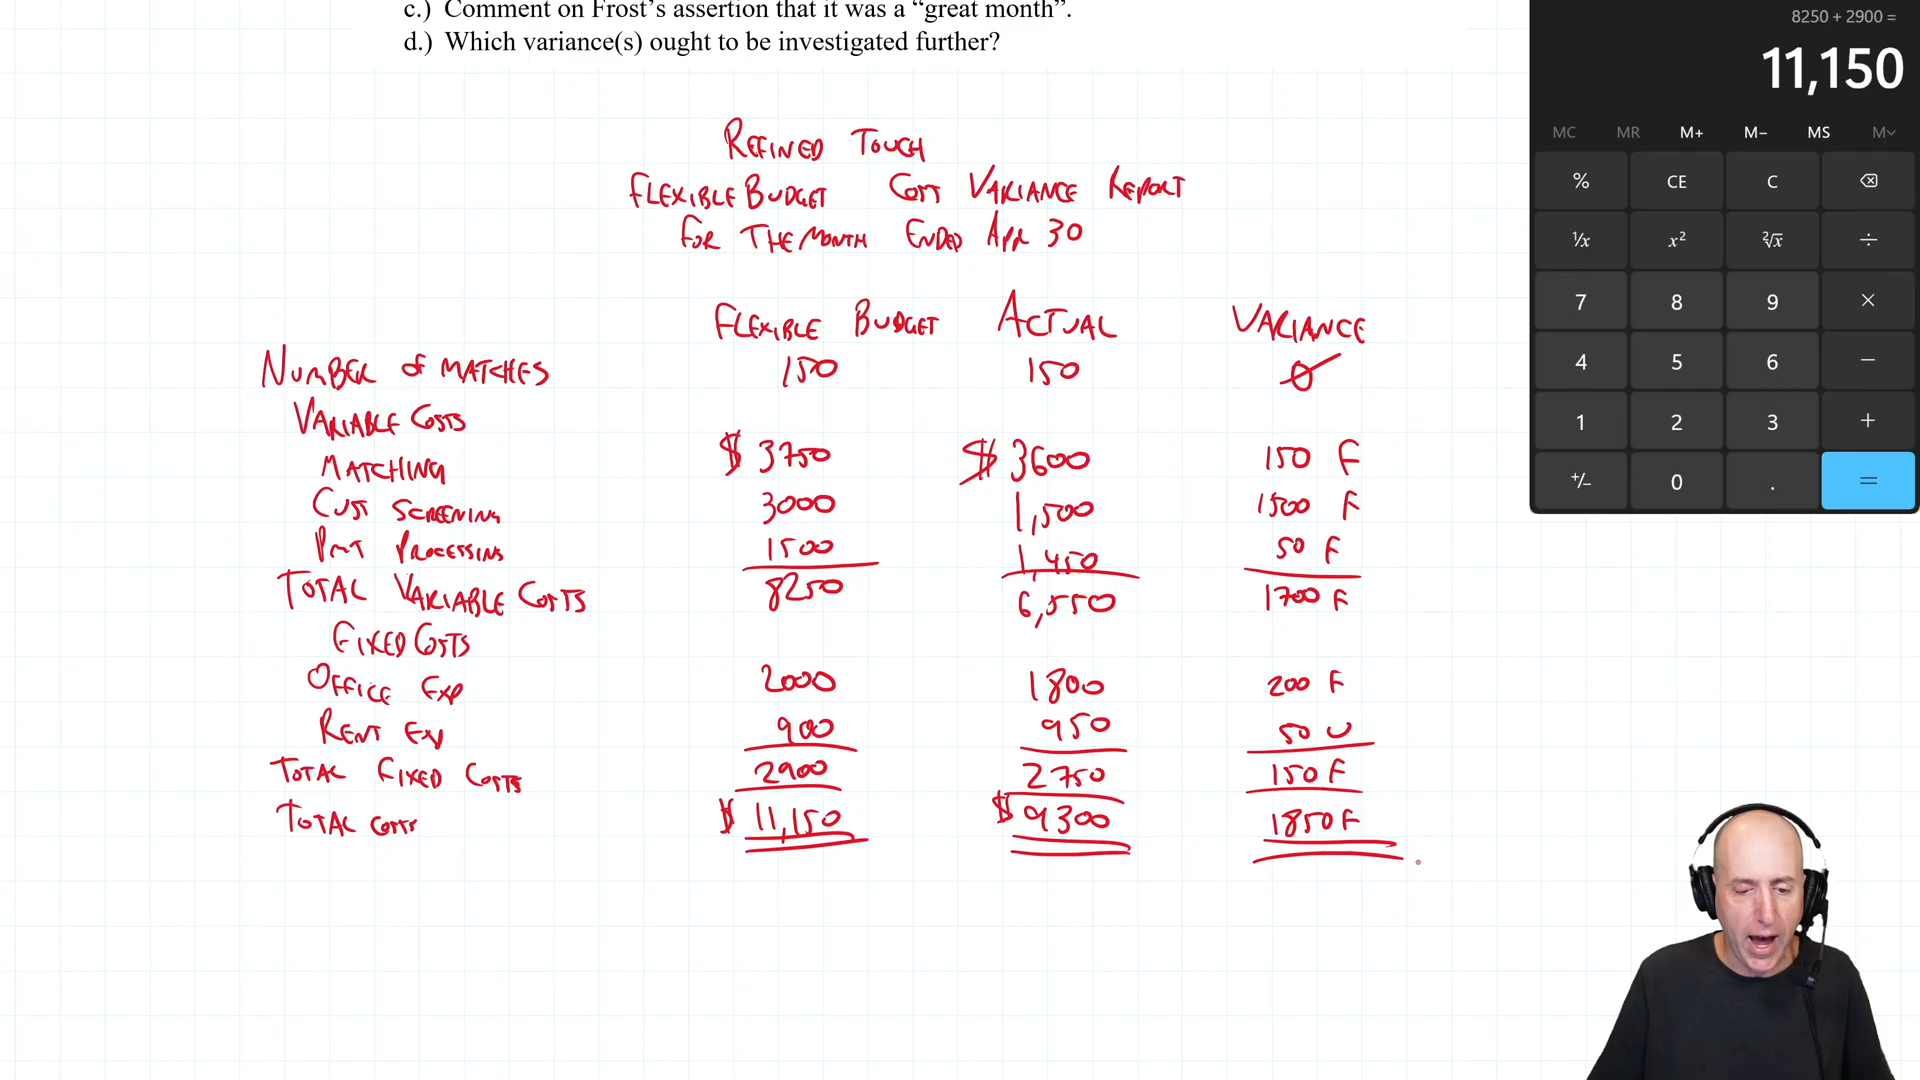 c.) Comment on Frost’s assertion that it was a “great month”.
d.) Which variance(s) ought to be investigated further?
8250 + 2900 =
11,150
MC MR M+ M− MS M˅
% CE C ⌫
¹/x x² ²√x ÷
7 8 9 ×
4 5 6 −
1 2 3 +
+/− 0 . =
REFINED TOUCH
FLEXIBLE BUDGET COST VARIANCE REPORT
FOR THE MONTH ENDED APR 30
FLEXIBLE BUDGET ACTUAL VARIANCE
NUMBER of MATCHES 150 150 0
VARIABLE COSTS
MATCHING $ 3750 $ 3600 150 F
CUST SCREENING 3000 1,500 1500 F
PMT PROCESSING 1500 1,450 50 F
TOTAL VARIABLE COSTS 8250 6,550 1700 F
FIXED COSTS
OFFICE EXP 2000 1800 200 F
RENT EXP 900 950 50 U
TOTAL FIXED COSTS 2900 2750 150 F
TOTAL COSTS $ 11,150 $ 9300 1850 F